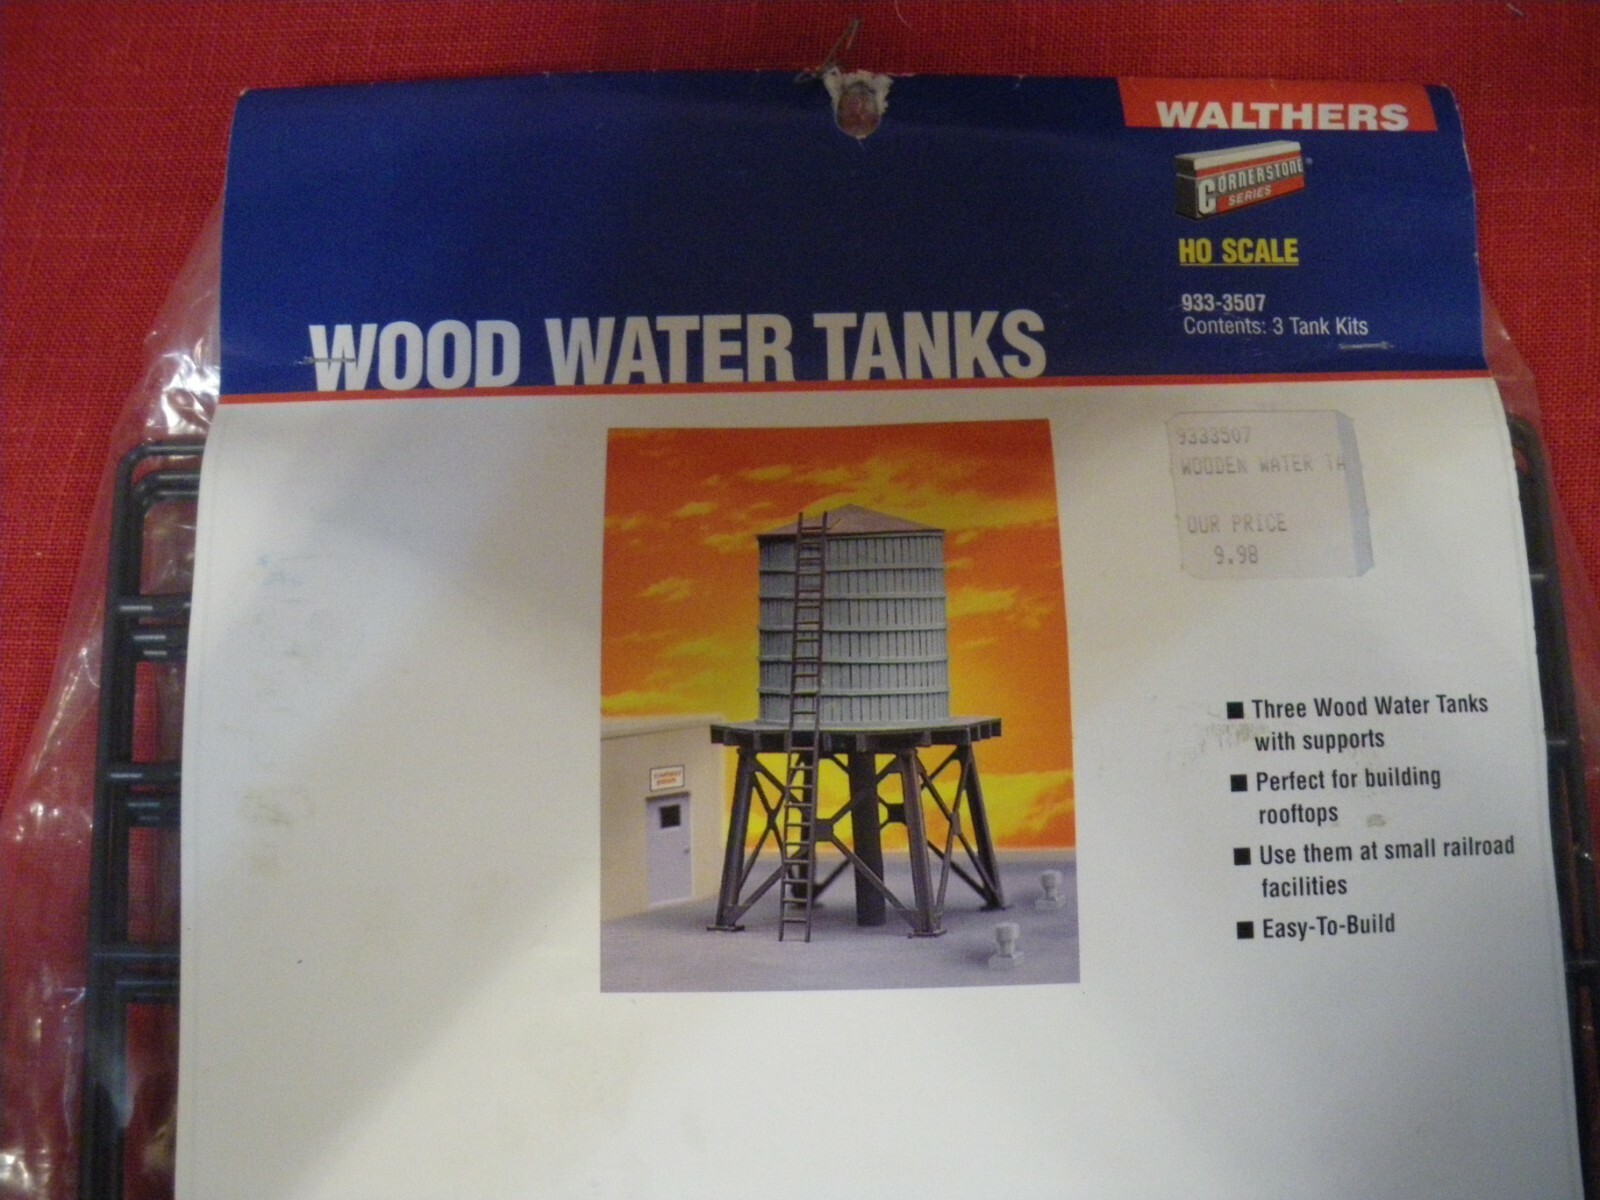 WALTHERS
CORNERSTONE
SERIES
HO SCALE
933-3507
Contents: 3 Tank Kits
WOOD WATER TANKS
9333507
WOODEN WATER TA
OUR PRICE
9.98
■ Three Wood Water Tanks
with supports
■ Perfect for building
rooftops
■ Use them at small railroad
facilities
■ Easy-To-Build